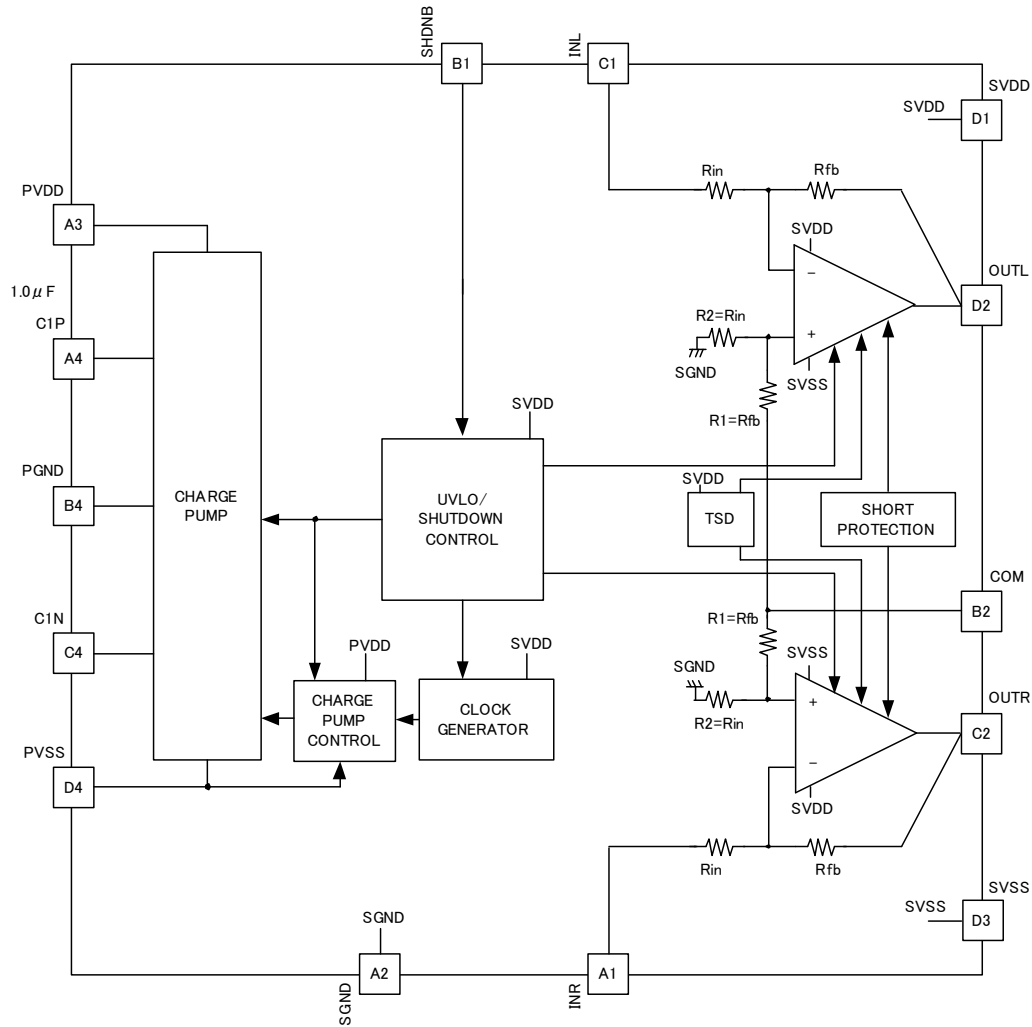 SHDNB
B1
INL
C1
SVDD
SVDD
D1
PVDD
A3
Rin
Rfb
SVDD
OUTL
−
D2
1.0μF
C1P
A4
R2=Rin
+
SGND
SVSS
R1=Rfb
SVDD
PGND
B4
CHARGE
PUMP
UVLO/
SHUTDOWN
CONTROL
SVDD
TSD
SHORT
PROTECTION
COM
B2
C1N
C4
R1=Rfb
PVDD
SVDD
SGND
SVSS
CHARGE
PUMP
CONTROL
CLOCK
GENERATOR
R2=Rin
+
OUTR
C2
−
PVSS
D4
SVDD
Rin
Rfb
SVSS
SVSS
D3
SGND
A2
SGND
A1
INR